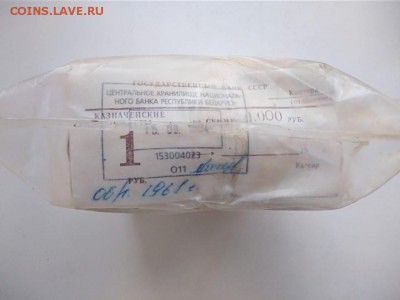 COINS.LAVE.RU
ГОСУДАРСТВЕННЫЙ БАНК СССР
ЦЕНТРАЛЬНОЕ ХРАНИЛИЩЕ НАЦИОНАЛЬ-
НОГО БАНКА РЕСПУБЛИКИ БЕЛАРУСЬ
КАЗНАЧЕЙСКИЕ
1.000 РУБ.
1
153004023
011
РУБ.
обр. 1961 г.